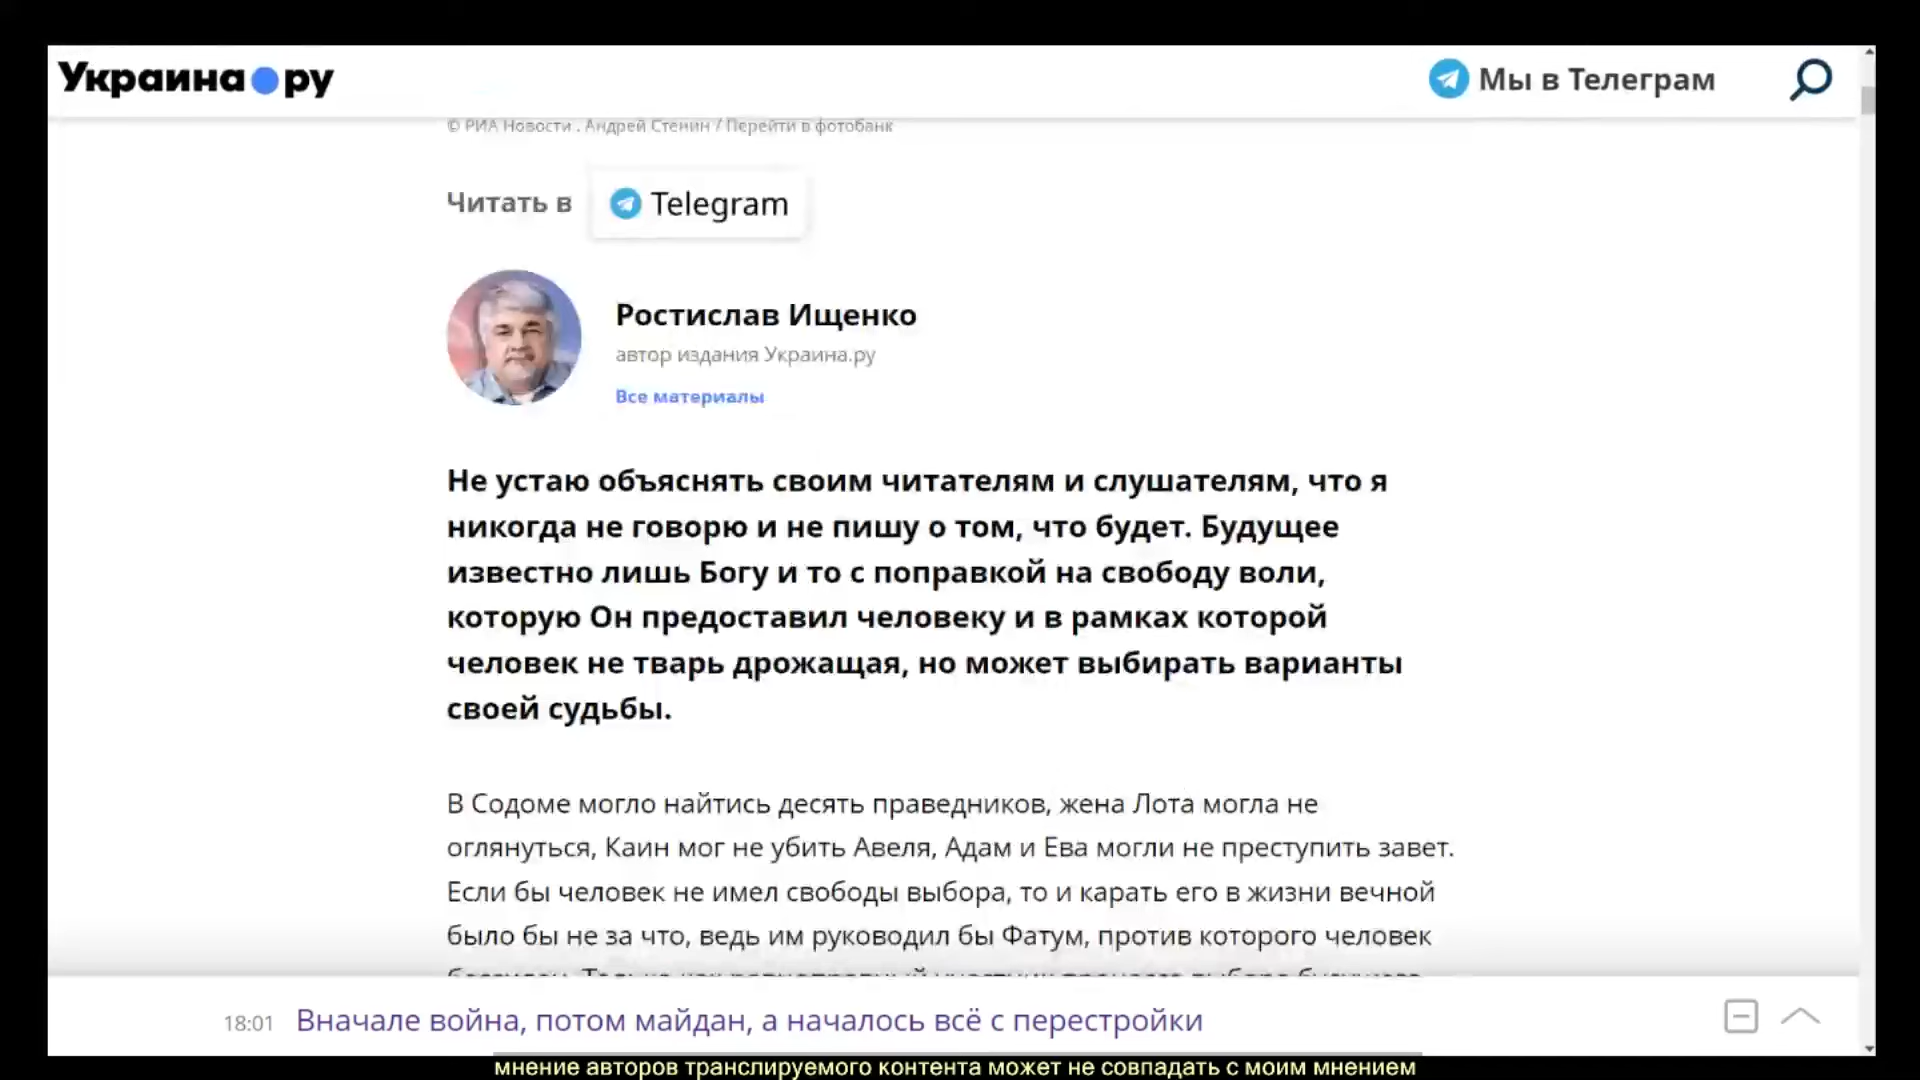 Украина ру
Мы в Телеграм
© РИА Новости . Андрей Стенин / Перейти в фотобанк
Читать в
Telegram
Ростислав Ищенко
автор издания Украина.ру
Все материалы
Не устаю объяснять своим читателям и слушателям, что я
никогда не говорю и не пишу о том, что будет. Будущее
известно лишь Богу и то с поправкой на свободу воли,
которую Он предоставил человеку и в рамках которой
человек не тварь дрожащая, но может выбирать варианты
своей судьбы.
В Содоме могло найтись десять праведников, жена Лота могла не
оглянуться, Каин мог не убить Авеля, Адам и Ева могли не преступить завет.
Если бы человек не имел свободы выбора, то и карать его в жизни вечной
было бы не за что, ведь им руководил бы Фатум, против которого человек
18:01 Вначале война, потом майдан, а началось всё с перестройки
мнение авторов транслируемого контента может не совпадать с моим мнением